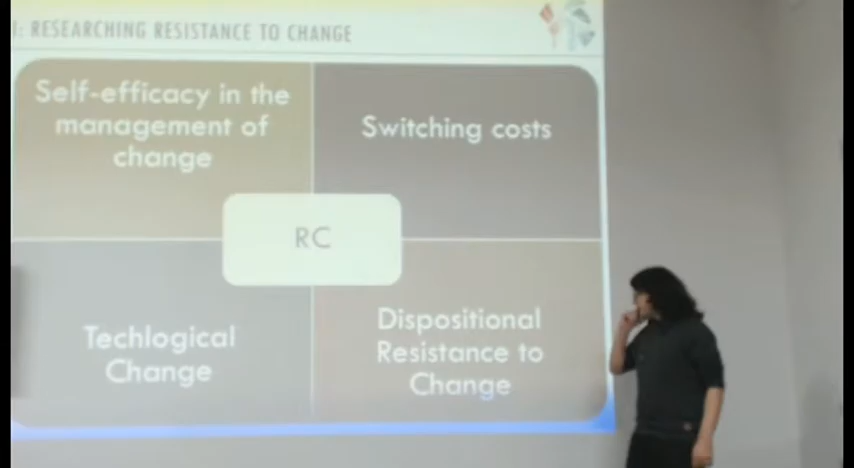 : RESEARCHING RESISTANCE TO CHANGE
Self-efficacy in the
management of
change
Switching costs
RC
Techlogical
Change
Dispositional
Resistance to
Change